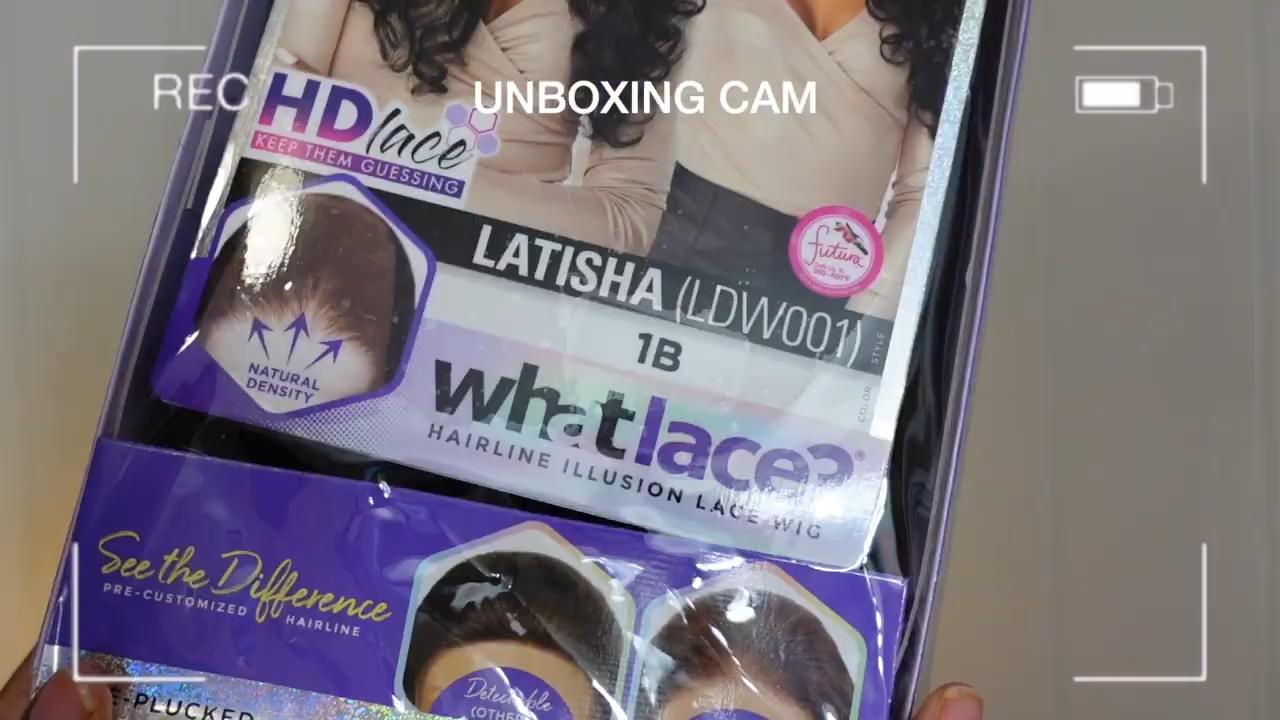 REC
UNBOXING CAM
HD lace
KEEP THEM GUESSING
futura
LATISHA (LDW001)
STYLE
1B
COLOR
NATURAL
DENSITY
whatlace?
HAIRLINE ILLUSION LACE WIG
See the Difference
PRE-CUSTOMIZED
HAIRLINE
E-PLUCKED
Detectable